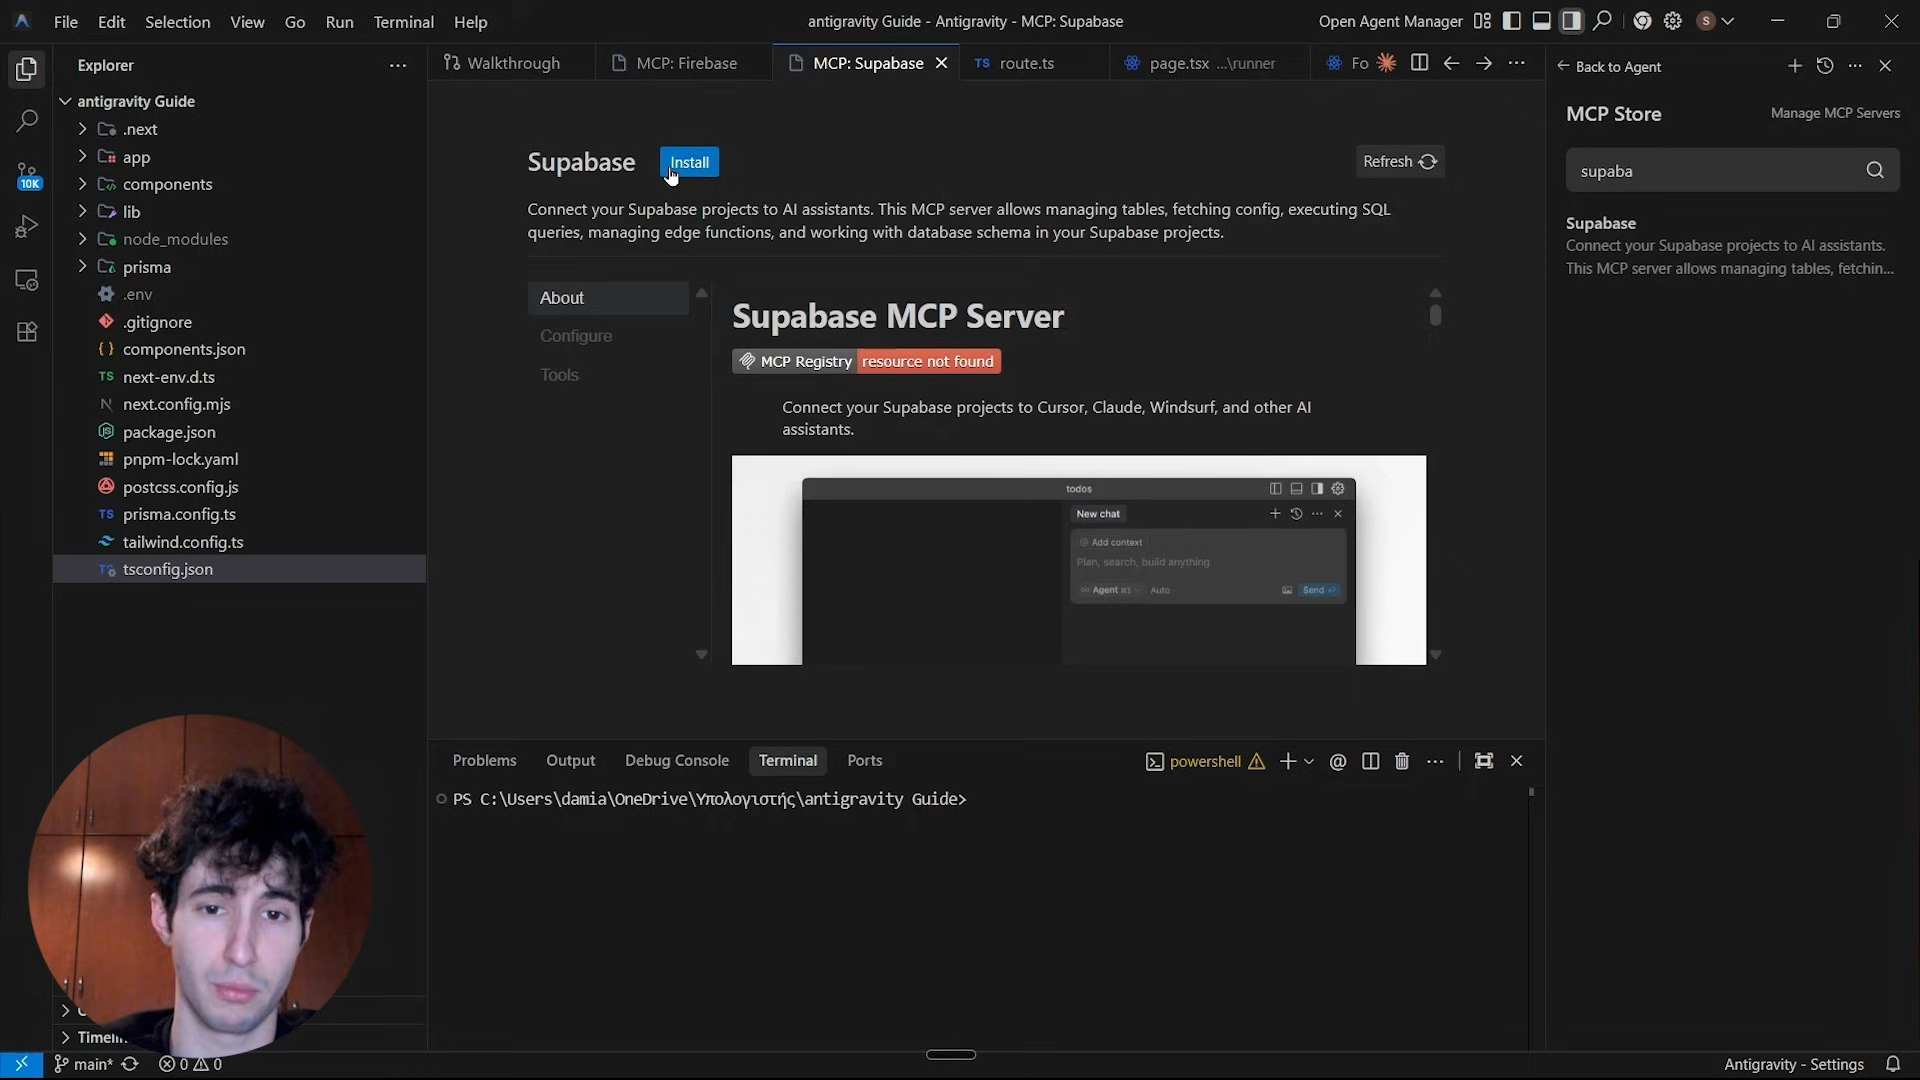 File Edit Selection View Go Run Terminal Help
antigravity Guide - Antigravity - MCP: Supabase
Open Agent Manager
S
Explorer
antigravity Guide
.next
app
components
lib
node_modules
prisma
.env
.gitignore
components.json
next-env.d.ts
next.config.mjs
package.json
pnpm-lock.yaml
postcss.config.js
prisma.config.ts
tailwind.config.ts
tsconfig.json
10K
Walkthrough
MCP: Firebase
MCP: Supabase
TS route.ts
page.tsx ...\runner
Fo
Supabase
Install
Refresh
Connect your Supabase projects to AI assistants. This MCP server allows managing tables, fetching config, executing SQL
queries, managing edge functions, and working with database schema in your Supabase projects.
About
Configure
Tools
Supabase MCP Server
MCP Registry resource not found
Connect your Supabase projects to Cursor, Claude, Windsurf, and other AI
assistants.
todos
New chat
Add context
Plan, search, build anything
Agent ⌘I Auto
Send
Back to Agent
MCP Store
Manage MCP Servers
supaba
Supabase
Connect your Supabase projects to AI assistants.
This MCP server allows managing tables, fetchin...
Problems Output Debug Console Terminal Ports
powershell
PS C:\Users\damia\OneDrive\Υπολογιστής\antigravity Guide>
main*
0 0
Antigravity - Settings